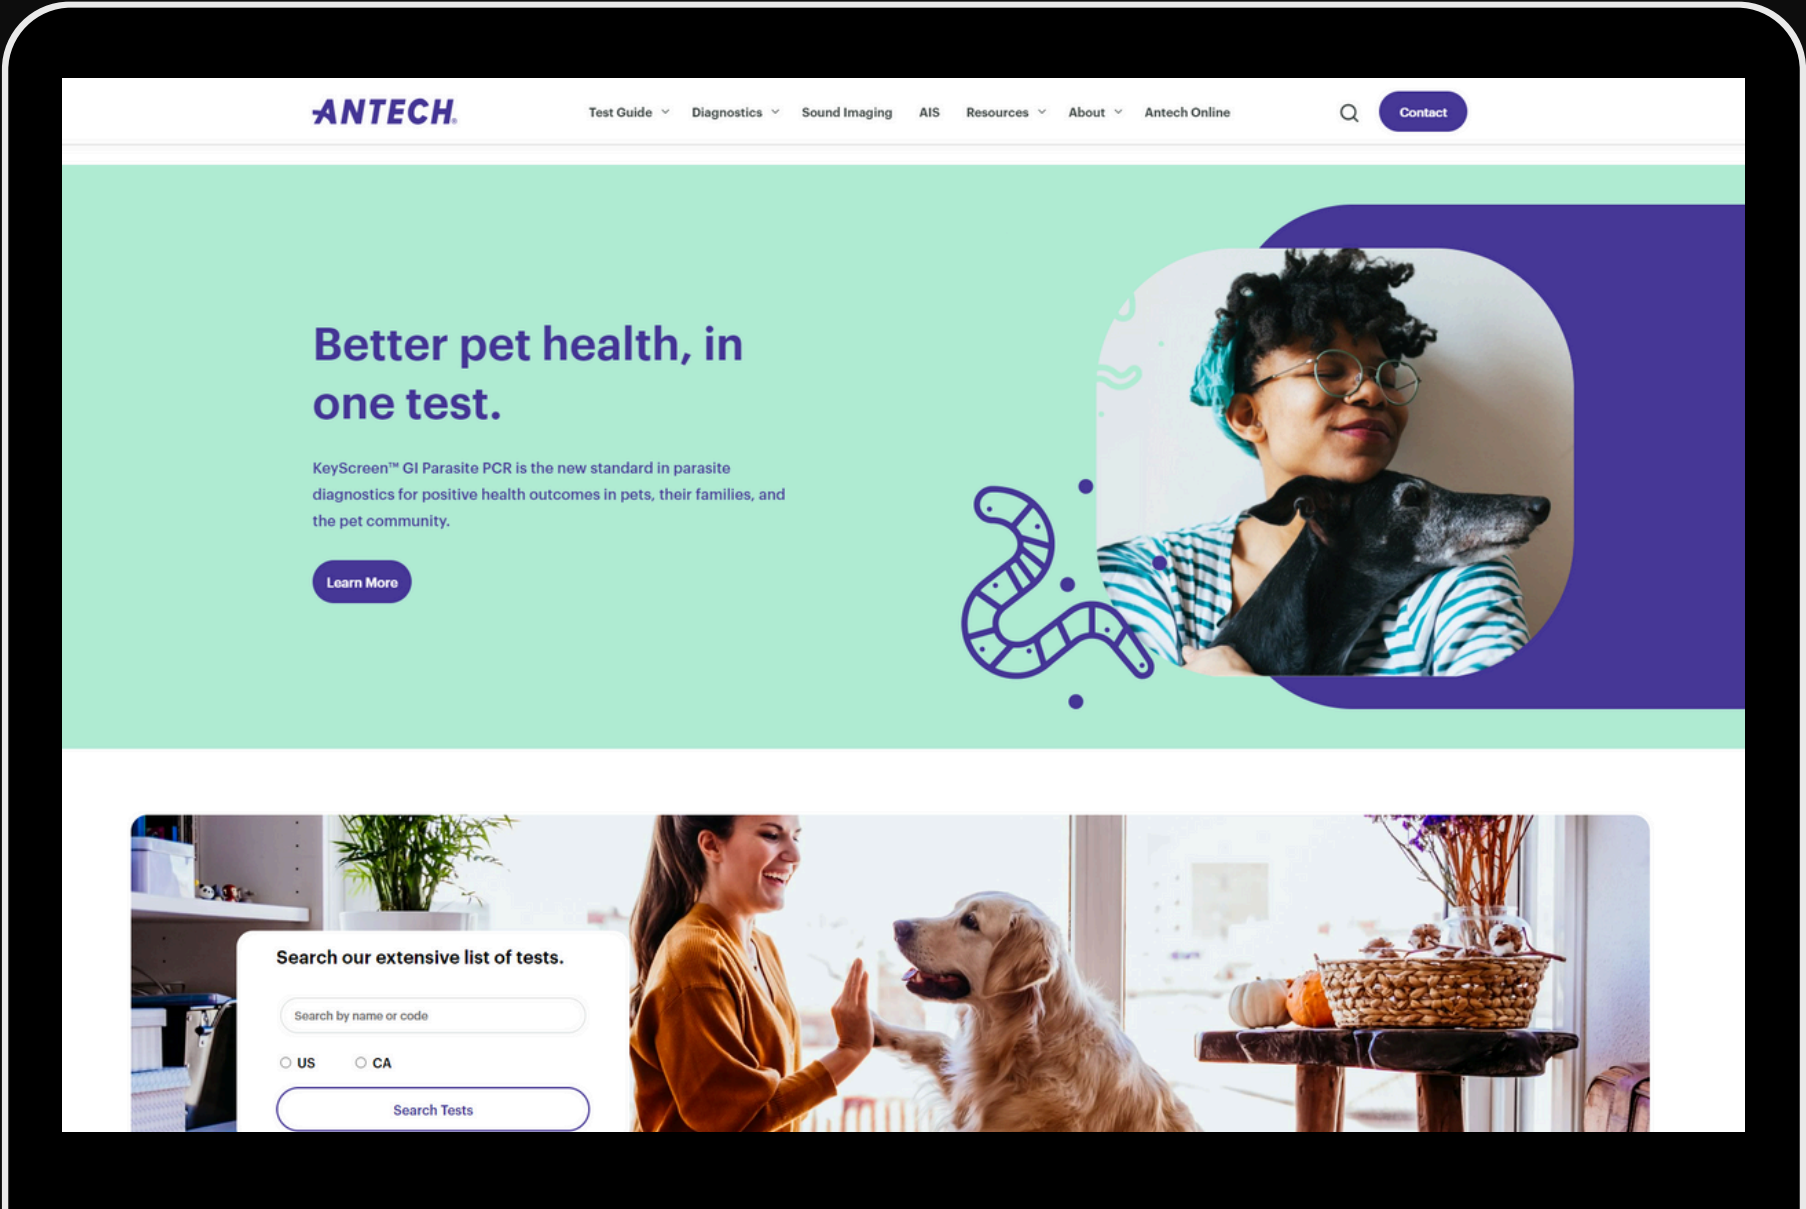 ANTECH®
Test Guide
Diagnostics
Sound Imaging
AIS
Resources
About
Antech Online
Contact
Better pet health, in
one test.
KeyScreen™ GI Parasite PCR is the new standard in parasite
diagnostics for positive health outcomes in pets, their families, and
the pet community.
Learn More
Search our extensive list of tests.
Search by name or code
US
CA
Search Tests